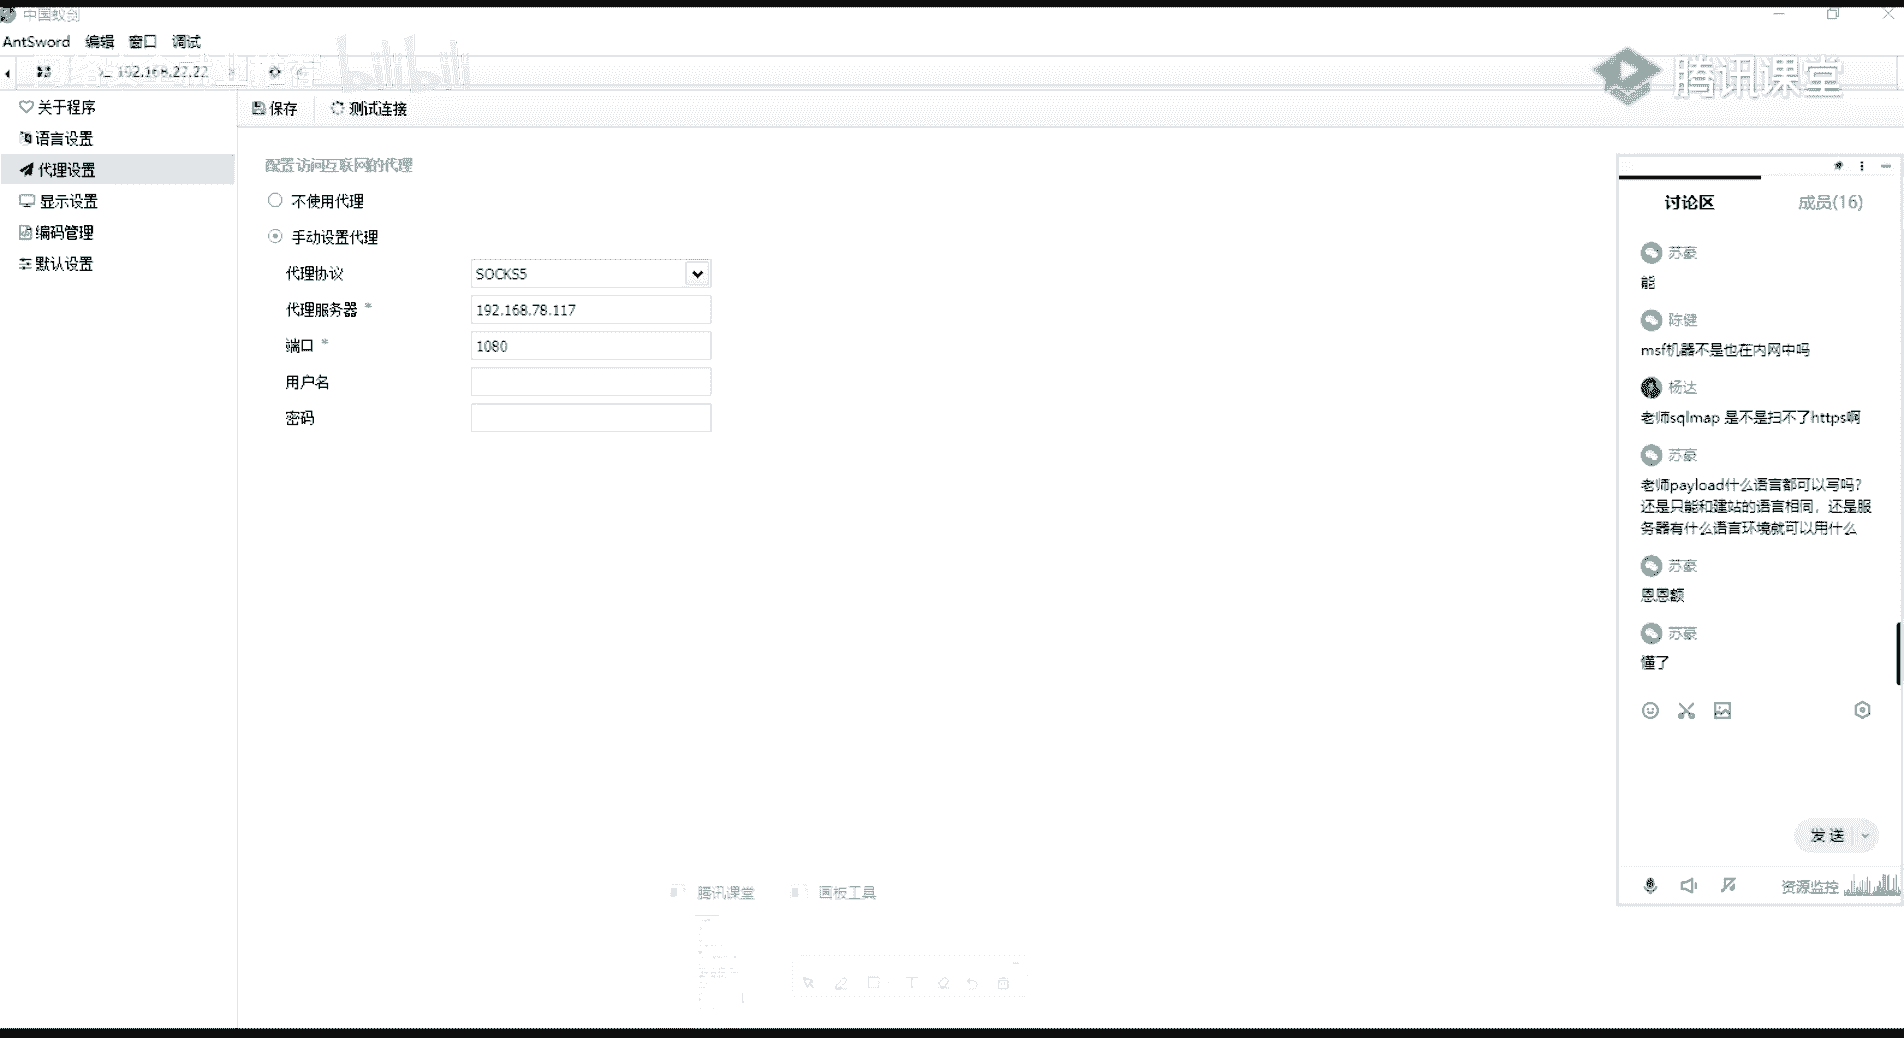 中国蚁剑
AntSword 编辑 窗口 调试
192.168.22.22
bilibili
腾讯课堂
关于程序
语言设置
代理设置
显示设置
编码管理
默认设置
保存 测试连接
配置访问互联网的代理
不使用代理
手动设置代理
代理协议 SOCKS5
代理服务器 * 192.168.78.117
端口 * 1080
用户名
密码
讨论区 成员(16)
苏豪
能
陈健
msf机器不是也在内网中吗
杨达
老师sqlmap 是不是扫不了https啊
苏豪
老师payload什么语言都可以写吗?
还是只能和建站的语言相同，还是服
务器有什么语言环境就可以用什么
苏豪
恩恩额
苏豪
懂了
发送
资源监控
腾讯课堂 画板工具